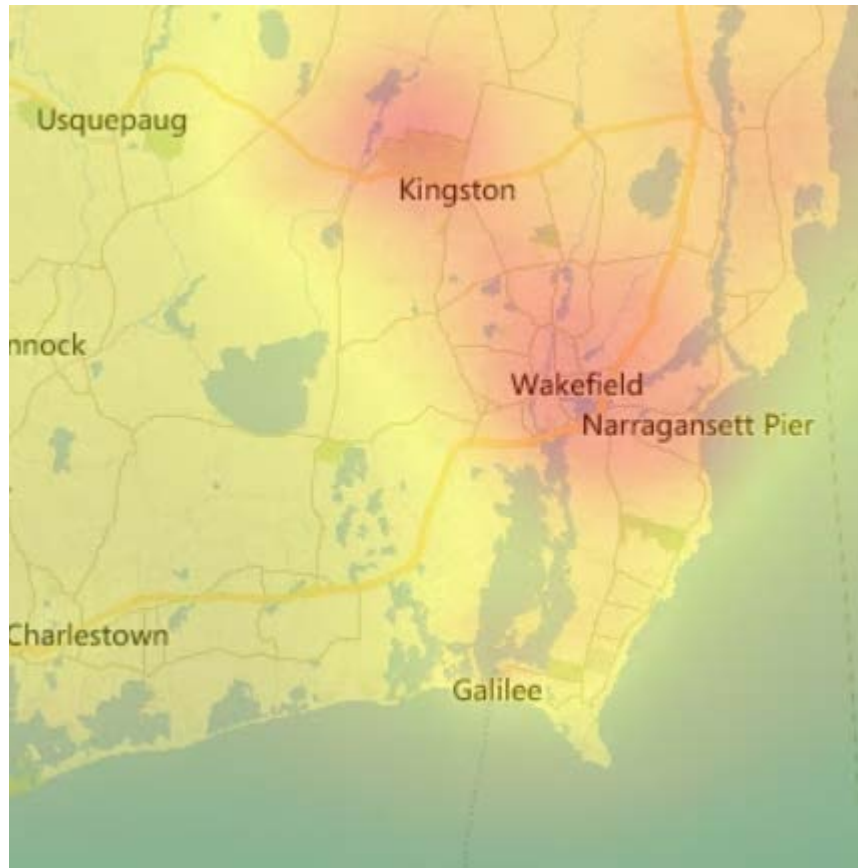 Usquepaug
Kingston
nnock
Wakefield
Narragansett Pier
Charlestown
Galilee